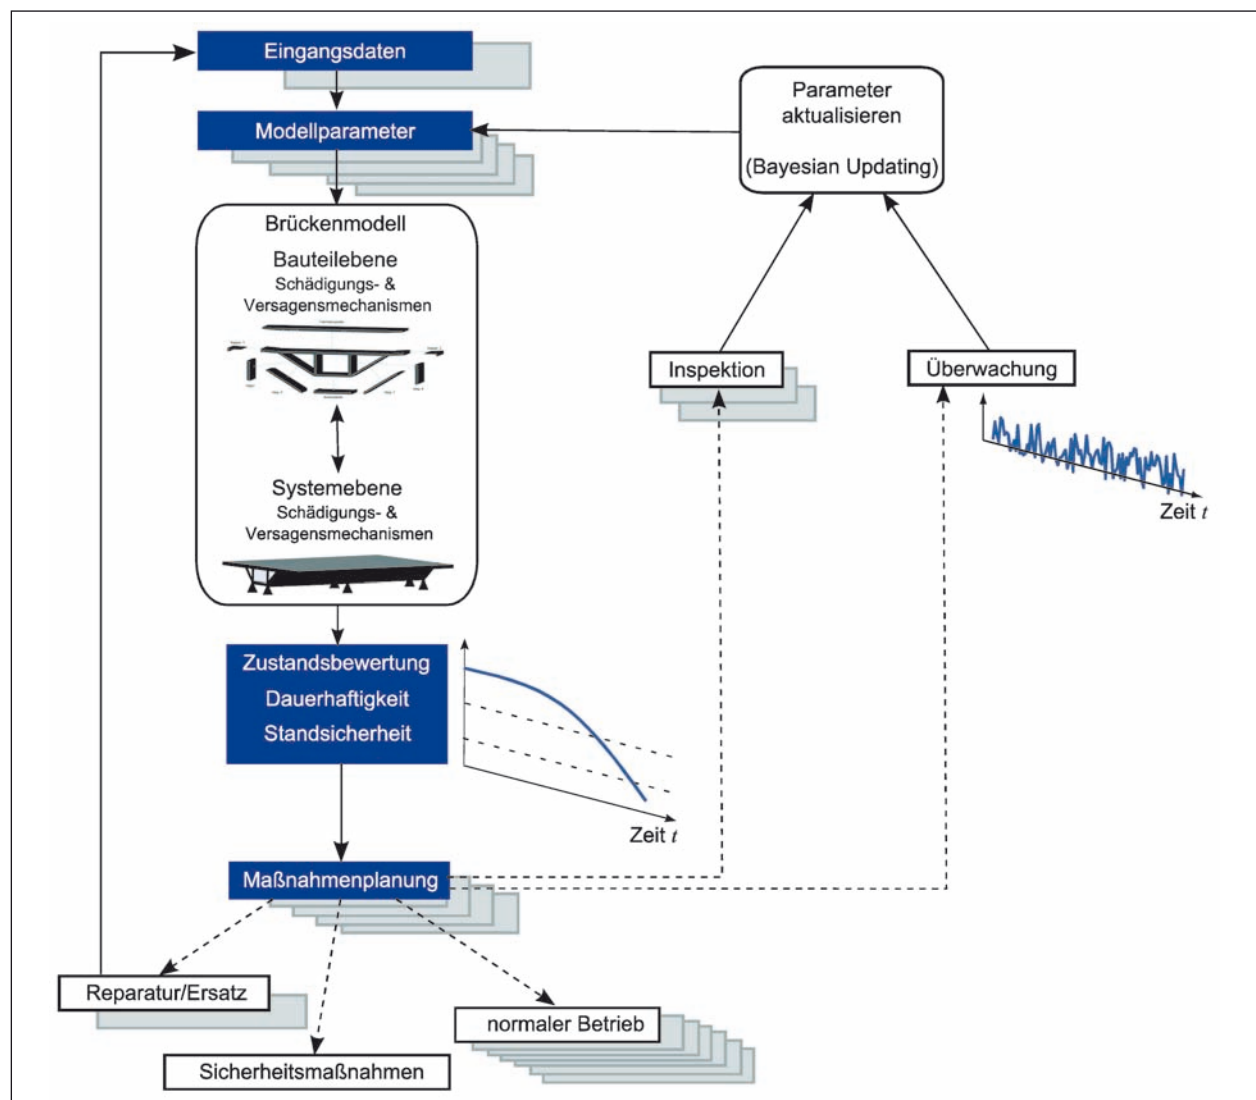 Eingangsdaten
Modellparameter
Parameter
aktualisieren
(Bayesian Updating)
Brückenmodell
Bauteilebene
Schädigungs- &
Versagensmechanismen
Systemebene
Schädigungs- &
Versagensmechanismen
Inspektion
Überwachung
Zeit t
Zustandsbewertung
Dauerhaftigkeit
Standsicherheit
Zeit t
Maßnahmenplanung
Reparatur/Ersatz
normaler Betrieb
Sicherheitsmaßnahmen